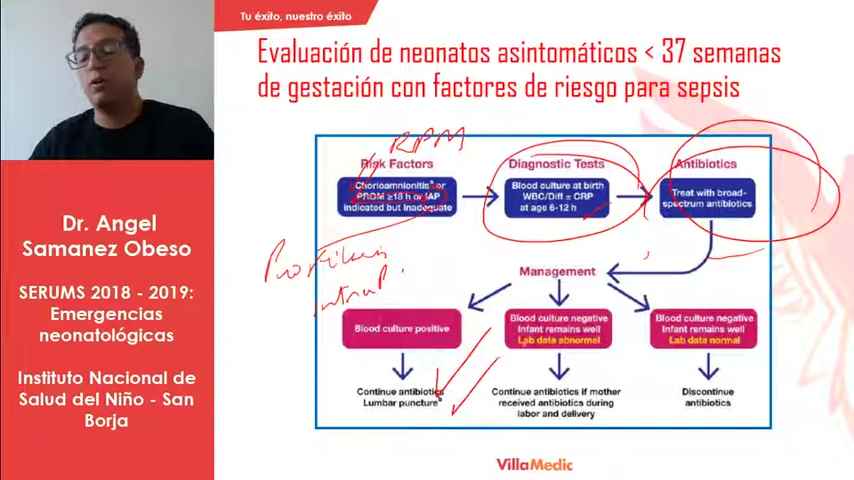 Tu éxito, nuestro éxito
Evaluación de neonatos asintomáticos < 37 semanas
de gestación con factores de riesgo para sepsis
Dr. Angel
Samanez Obeso
SERUMS 2018 - 2019:
Emergencias
neonatológicas
Instituto Nacional de
Salud del Niño - San
Borja
RPM
Risk Factors
Chorioamnionitis* or
PROM ≥18 h or IAP
indicated but inadequate
Diagnostic Tests
Blood culture at birth
WBC/Diff ± CRP
at age 6-12 h
Antibiotics
Treat with broad-
spectrum antibiotics
Management
Blood culture positive
Blood culture negative
Infant remains well
Lab data abnormal
Blood culture negative
Infant remains well
Lab data normal
Continue antibiotics
Lumbar puncture
Continue antibiotics if mother
received antibiotics during
labor and delivery
Discontinue
antibiotics
VillaMedic